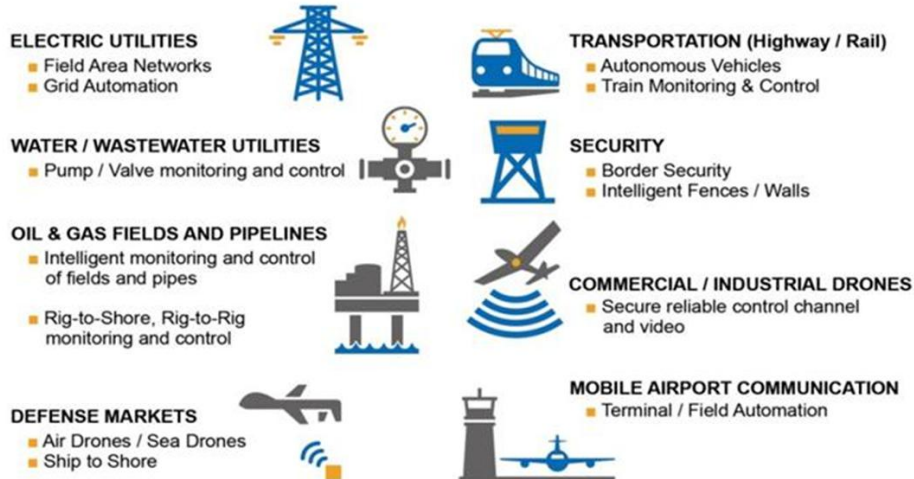 ELECTRIC UTILITIES
Field Area Networks
Grid Automation
WATER / WASTEWATER UTILITIES
Pump / Valve monitoring and control
OIL & GAS FIELDS AND PIPELINES
Intelligent monitoring and control
of fields and pipes
Rig-to-Shore, Rig-to-Rig
monitoring and control
DEFENSE MARKETS
Air Drones / Sea Drones
Ship to Shore
TRANSPORTATION (Highway / Rail)
Autonomous Vehicles
Train Monitoring & Control
SECURITY
Border Security
Intelligent Fences / Walls
COMMERCIAL / INDUSTRIAL DRONES
Secure reliable control channel
and video
MOBILE AIRPORT COMMUNICATION
Terminal / Field Automation